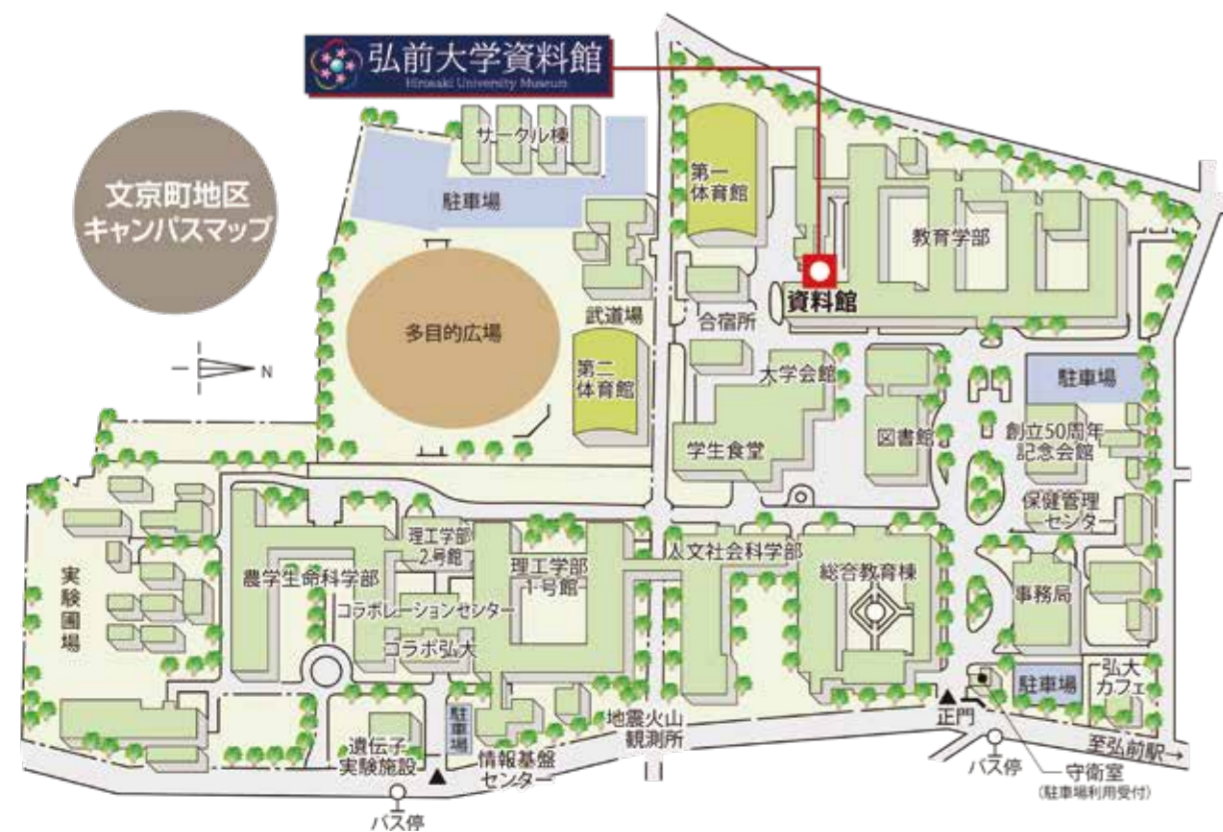 弘前大学資料館
Hirosaki University Museum
文京町地区
キャンパスマップ
サークル棟
駐車場
第一
体育館
教育学部
資料館
武道場
合宿所
多目的広場
N
第二
体育館
大学会館
駐車場
学生食堂
図書館
創立50周年
記念会館
保健管理
センター
理工学部
2号館
理工学部
1号館
人文社会科学部
総合教育棟
事務局
農学生命科学部
コラボレーションセンター
コラボ弘大
実験圃場
駐車場
弘大
カフェ
正門
駐車場
地震火山
観測所
遺伝子
実験施設
情報基盤
センター
至弘前駅→
バス停
守衛室
(駐車場利用受付)
バス停